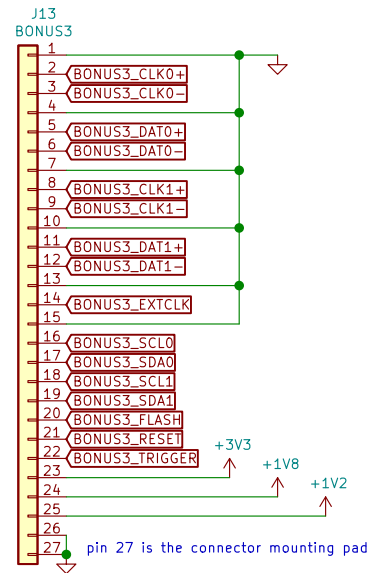 J13
BONUS3
1
2 BONUS3_CLK0+
3 BONUS3_CLK0-
4
5 BONUS3_DAT0+
6 BONUS3_DAT0-
7
8 BONUS3_CLK1+
9 BONUS3_CLK1-
10
11 BONUS3_DAT1+
12 BONUS3_DAT1-
13
14 BONUS3_EXTCLK
15
16 BONUS3_SCL0
17 BONUS3_SDA0
18 BONUS3_SCL1
19 BONUS3_SDA1
20 BONUS3_FLASH
21 BONUS3_RESET
22 BONUS3_TRIGGER
+3V3
23
+1V8
24
+1V2
25
26
27 pin 27 is the connector mounting pad